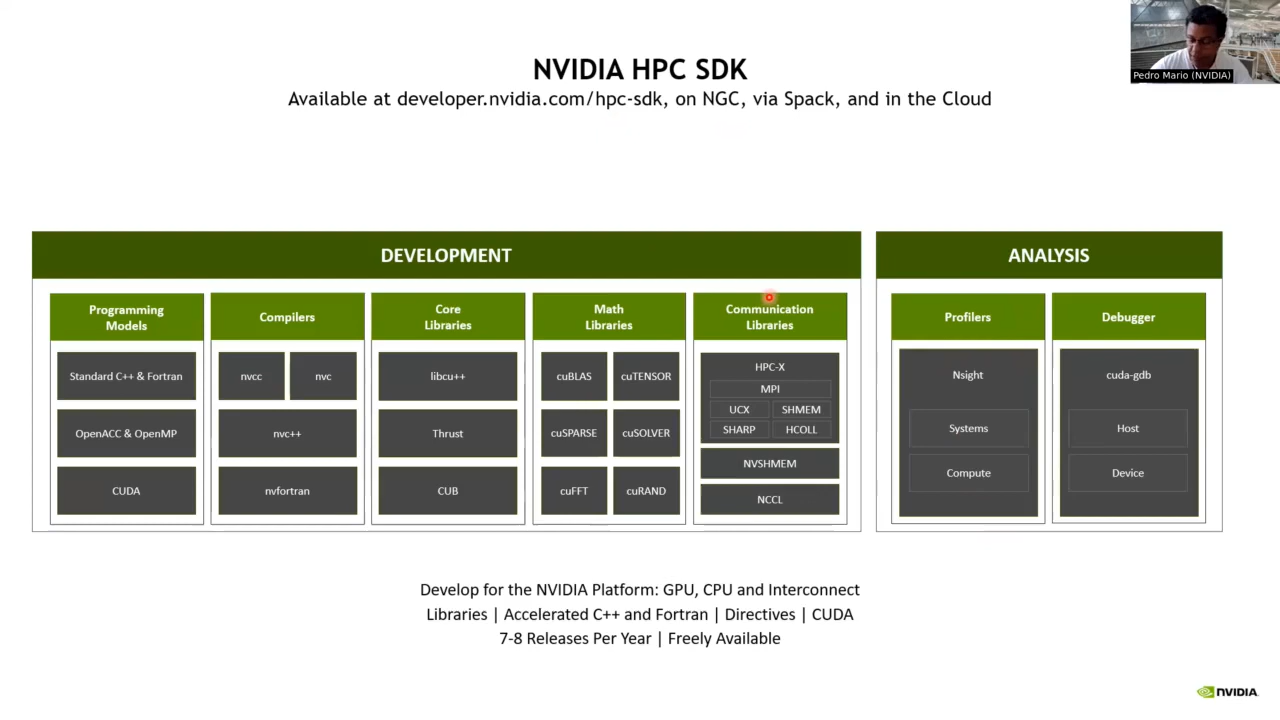 Pedro Mario (NVIDIA)
NVIDIA HPC SDK
Available at developer.nvidia.com/hpc-sdk, on NGC, via Spack, and in the Cloud
DEVELOPMENT
Programming
Models
Standard C++ & Fortran
OpenACC & OpenMP
CUDA
Compilers
nvcc
nvc
nvc++
nvfortran
Core
Libraries
libcu++
Thrust
CUB
Math
Libraries
cuBLAS
cuTENSOR
cuSPARSE
cuSOLVER
cuFFT
cuRAND
Communication
Libraries
HPC-X
MPI
UCX
SHMEM
SHARP
HCOLL
NVSHMEM
NCCL
ANALYSIS
Profilers
Nsight
Systems
Compute
Debugger
cuda-gdb
Host
Device
Develop for the NVIDIA Platform: GPU, CPU and Interconnect
Libraries | Accelerated C++ and Fortran | Directives | CUDA
7-8 Releases Per Year | Freely Available
NVIDIA.